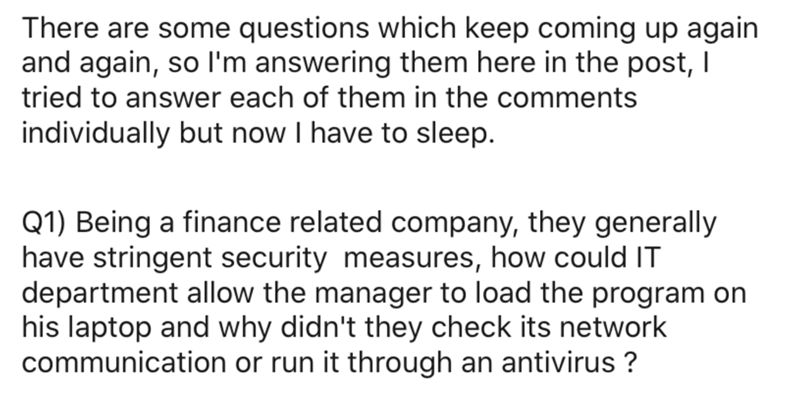 There are some questions which keep coming up again
and again, so I'm answering them here in the post, I
tried to answer each of them in the comments
individually but now I have to sleep.
Q1) Being a finance related company, they generally
have stringent security  measures, how could IT
department allow the manager to load the program on
his laptop and why didn't they check its network
communication or run it through an antivirus ?